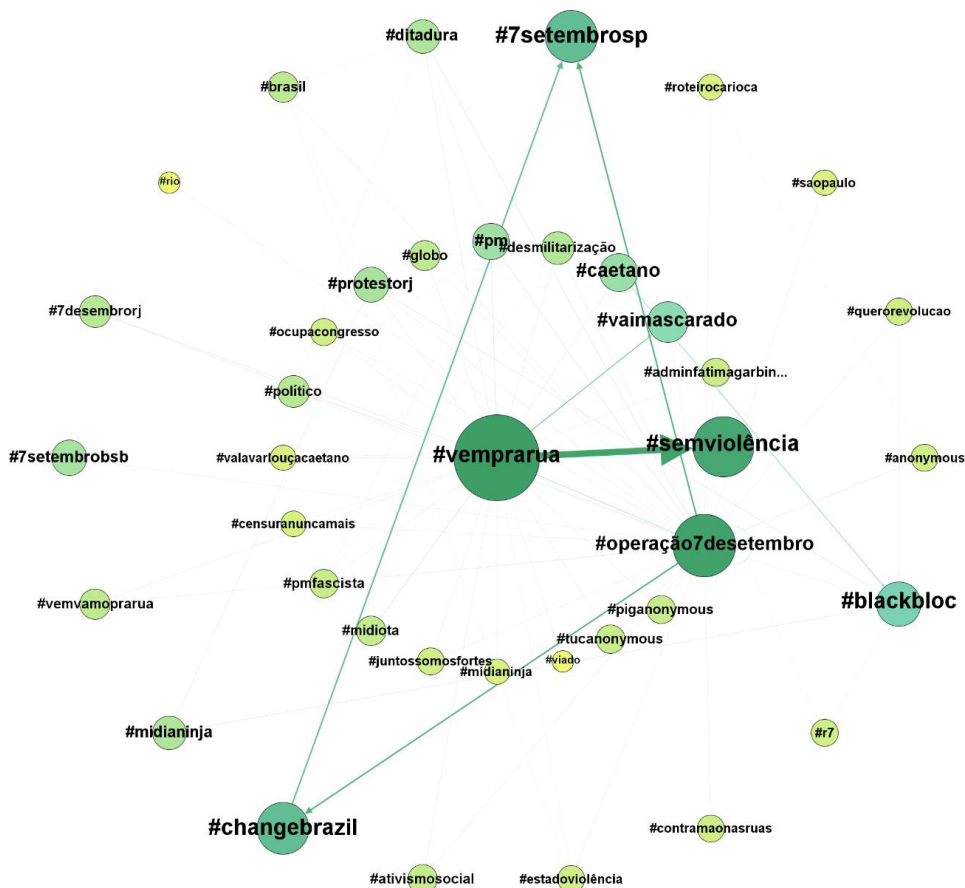 #ditadura
#7setembrosp
#brasil
#roteirocarioca
#rio
#saopaulo
#pm
#desmilitarização
#globo
#caetano
#protestorj
#7desembrorj
#querorevolucao
#vaimascarado
#ocupacongresso
#adminfatimagarbin...
#político
#semviolência
#vemprarua
#7setembrobsb
#valavarlouçacaetano
#anonymous
#censuranuncamais
#operação7desetembro
#pmfascista
#blackbloc
#vemvamoprarua
#piganonymous
#midiota
#tucanonymous
#juntossomosfortes
#viado
#midianinja
#midianinja
#r7
#changebrazil
#contramaonasruas
#ativismosocial
#estadoviolência